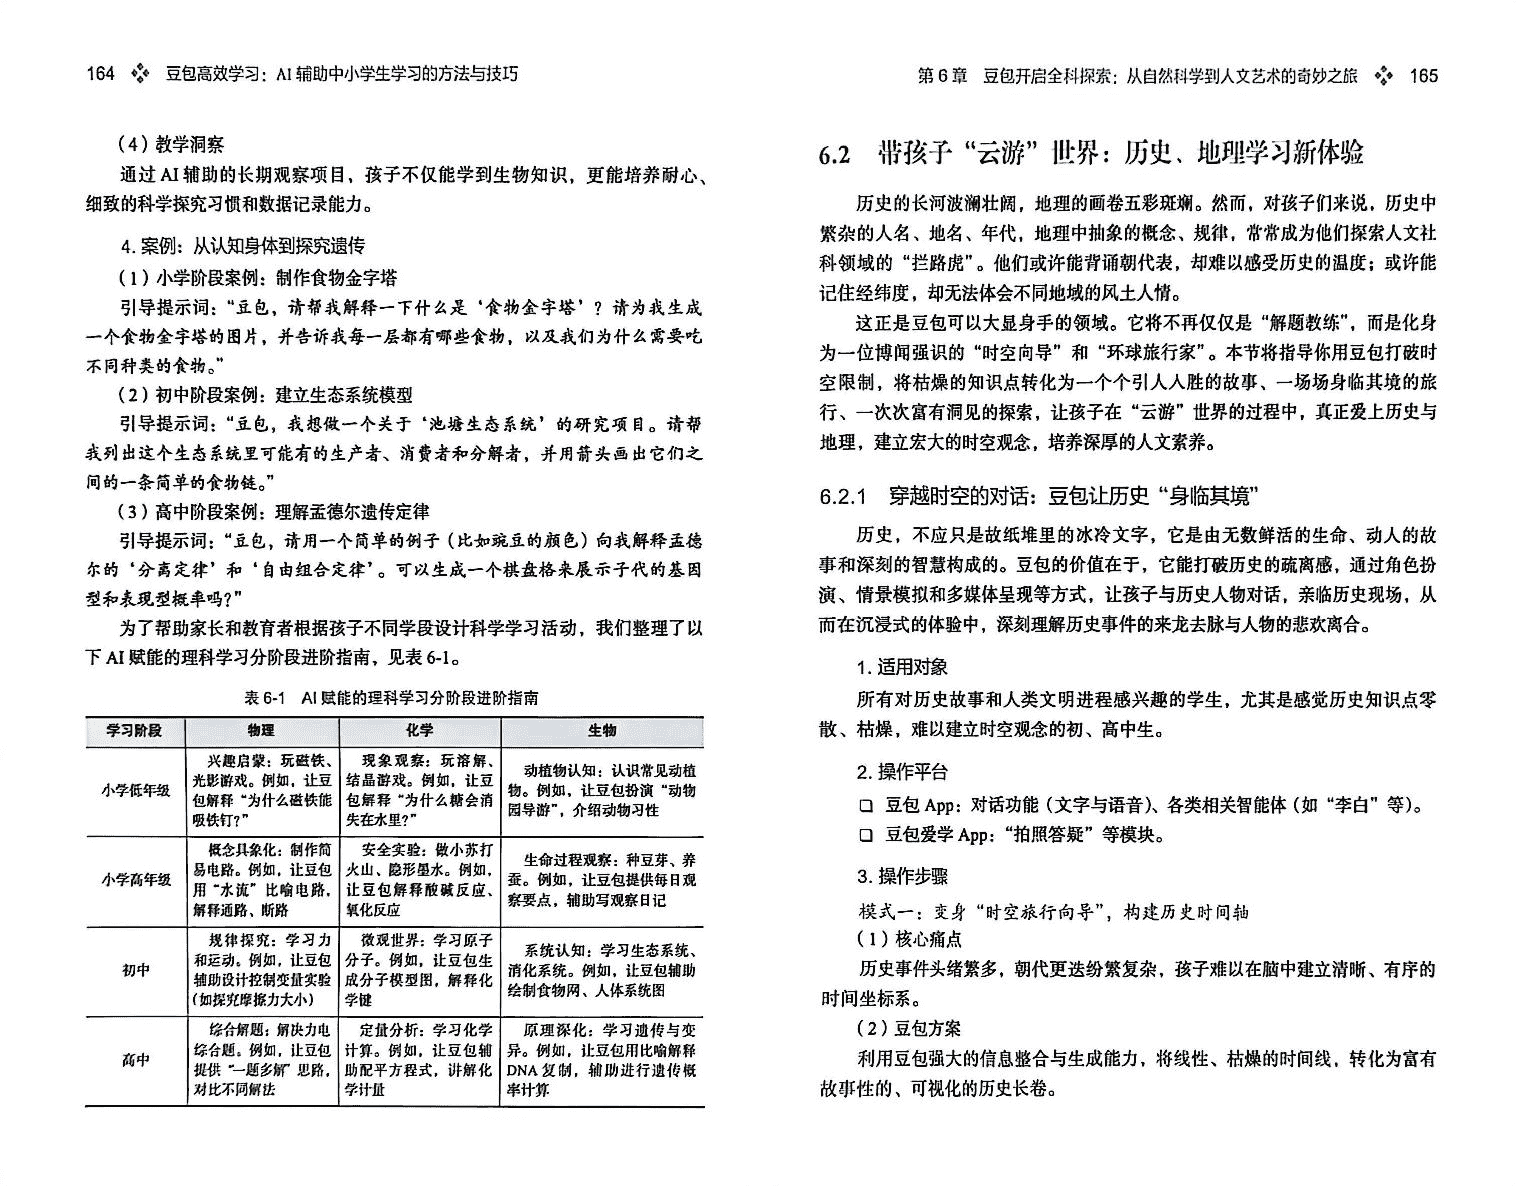 164 豆包高效学习：AI 辅助中小学生学习的方法与技巧
（4）教学洞察
通过 AI 辅助的长期观察项目，孩子不仅能学到生物知识，更能培养耐心、
细致的科学探究习惯和数据记录能力。
4. 案例：从认知身体到探究遗传
（1）小学阶段案例：制作食物金字塔
引导提示词：“豆包，请帮我解释一下什么是‘食物金字塔’？请为我生成
一个食物金字塔的图片，并告诉我每一层都有哪些食物，以及我们为什么需要吃
不同种类的食物。”
（2）初中阶段案例：建立生态系统模型
引导提示词：“豆包，我想做一个关于‘池塘生态系统’的研究项目。请帮
我列出这个生态系统里可能有的生产者、消费者和分解者，并用箭头画出它们之
间的一条简单的食物链。”
（3）高中阶段案例：理解孟德尔遗传定律
引导提示词：“豆包，请用一个简单的例子（比如豌豆的颜色）向我解释孟德
尔的‘分离定律’和‘自由组合定律’。可以生成一个棋盘格来展示子代的基因
型和表现型概率吗？”
为了帮助家长和教育者根据孩子不同学段设计科学学习活动，我们整理了以
下 AI 赋能的理科学习分阶段进阶指南，见表 6-1。
表 6-1 AI 赋能的理科学习分阶段进阶指南
学习阶段 物理 化学 生物
小学低年级
兴趣启蒙：玩磁铁、
光影游戏。例如，让豆
包解释“为什么磁铁能
吸铁钉？”
现象观察：玩溶解、
结晶游戏。例如，让豆
包解释“为什么糖会消
失在水里？”
动植物认知：认识常见动植
物。例如，让豆包扮演“动物
园导游”，介绍动物习性
小学高年级
概念具象化：制作简
易电路。例如，让豆包
用“水流”比喻电路，
解释通路、断路
安全实验：做小苏打
火山、隐形墨水。例如，
让豆包解释酸碱反应、
氧化反应
生命过程观察：种豆芽、养
蚕。例如，让豆包提供每日观
察要点，辅助写观察日记
初中
规律探究：学习力
和运动。例如，让豆包
辅助设计控制变量实验
（如探究摩擦力大小）
微观世界：学习原子
分子。例如，让豆包生
成分子模型图，解释化
学键
系统认知：学习生态系统、
消化系统。例如，让豆包辅助
绘制食物网、人体系统图
高中
综合解题：解决力电
综合题。例如，让豆包
提供“一题多解”思路，
对比不同解法
定量分析：学习化学
计算。例如，让豆包辅
助配平方程式，讲解化
学计量
原理深化：学习遗传与变
异。例如，让豆包用比喻解释
DNA 复制，辅助进行遗传概
率计算
第 6 章 豆包开启全科探索：从自然科学到人文艺术的奇妙之旅 165
6.2 带孩子“云游”世界：历史、地理学习新体验
历史的长河波澜壮阔，地理的画卷五彩斑斓。然而，对孩子们来说，历史中
繁杂的人名、地名、年代，地理中抽象的概念、规律，常常成为他们探索人文社
科领域的“拦路虎”。他们或许能背诵朝代表，却难以感受历史的温度；或许能
记住经纬度，却无法体会不同地域的风土人情。
这正是豆包可以大显身手的领域。它将不再仅仅是“解题教练”，而是化身
为一位博闻强识的“时空向导”和“环球旅行家”。本节将指导你用豆包打破时
空限制，将枯燥的知识点转化为一个个引人入胜的故事、一场场身临其境的旅
行、一次次富有洞见的探索，让孩子在“云游”世界的过程中，真正爱上历史与
地理，建立宏大的时空观念，培养深厚的人文素养。
6.2.1 穿越时空的对话：豆包让历史“身临其境”
历史，不应只是故纸堆里的冰冷文字，它是由无数鲜活的生命、动人的故
事和深刻的智慧构成的。豆包的价值在于，它能打破历史的疏离感，通过角色扮
演、情景模拟和多媒体呈现等方式，让孩子与历史人物对话，亲临历史现场，从
而在沉浸式的体验中，深刻理解历史事件的来龙去脉与人物的悲欢离合。
1. 适用对象
所有对历史故事和人类文明进程感兴趣的学生，尤其是感觉历史知识点零
散、枯燥，难以建立时空观念的初、高中生。
2. 操作平台
❑ 豆包 App：对话功能（文字与语音）、各类相关智能体（如“李白”等）。
❑ 豆包爱学 App：“拍照答疑”等模块。
3. 操作步骤
模式一：变身“时空旅行向导”，构建历史时间轴
（1）核心痛点
历史事件头绪繁多，朝代更迭纷繁复杂，孩子难以在脑中建立清晰、有序的
时间坐标系。
（2）豆包方案
利用豆包强大的信息整合与生成能力，将线性、枯燥的时间线，转化为富有
故事性的、可视化的历史长卷。